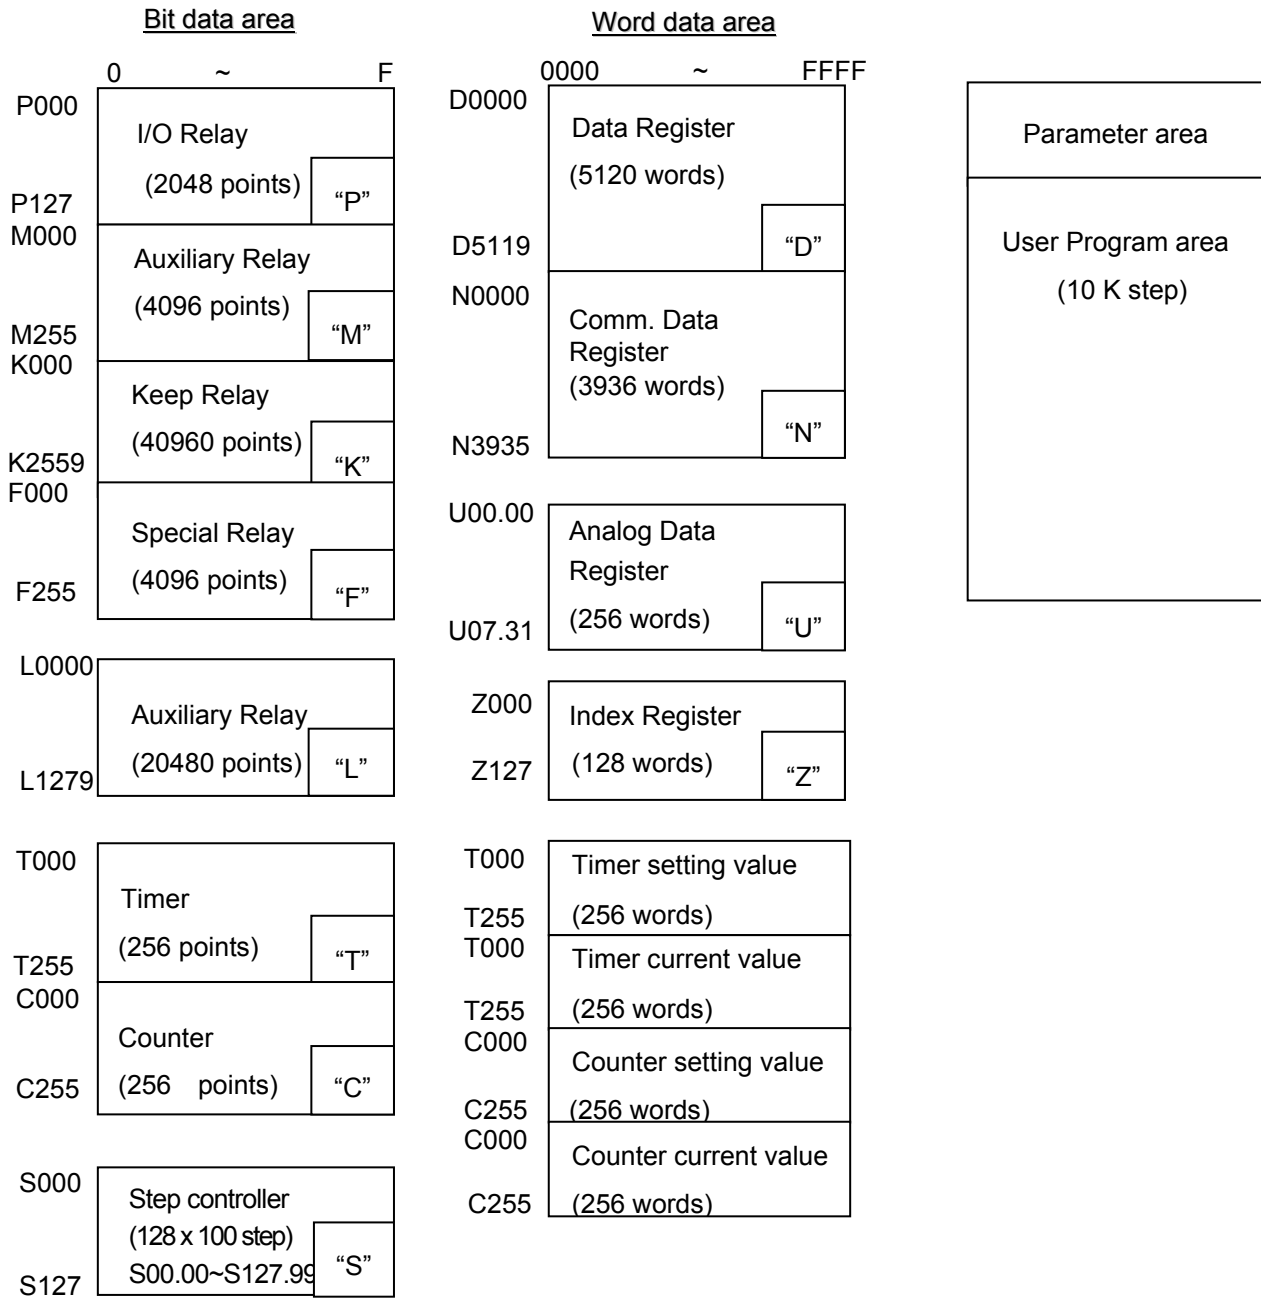 Bit data area
0 ~ F
P000
I/O Relay
(2048 points)
“P”
P127
M000
Auxiliary Relay
(4096 points)
“M”
M255
K000
Keep Relay
(40960 points)
“K”
K2559
F000
Special Relay
(4096 points)
“F”
F255
L0000
Auxiliary Relay
(20480 points)
“L”
L1279
T000
Timer
(256 points)
“T”
T255
C000
Counter
(256 points)
“C”
C255
S000
Step controller
(128 x 100 step)
S00.00~S127.99
“S”
S127
Word data area
0000 ~ FFFF
D0000
Data Register
(5120 words)
“D”
D5119
N0000
Comm. Data
Register
(3936 words)
“N”
N3935
U00.00
Analog Data
Register
(256 words)
“U”
U07.31
Z000
Index Register
(128 words)
“Z”
Z127
T000
Timer setting value
T255
(256 words)
T000
Timer current value
T255
(256 words)
C000
Counter setting value
C255
(256 words)
C000
Counter current value
C255
(256 words)
Parameter area
User Program area
(10 K step)